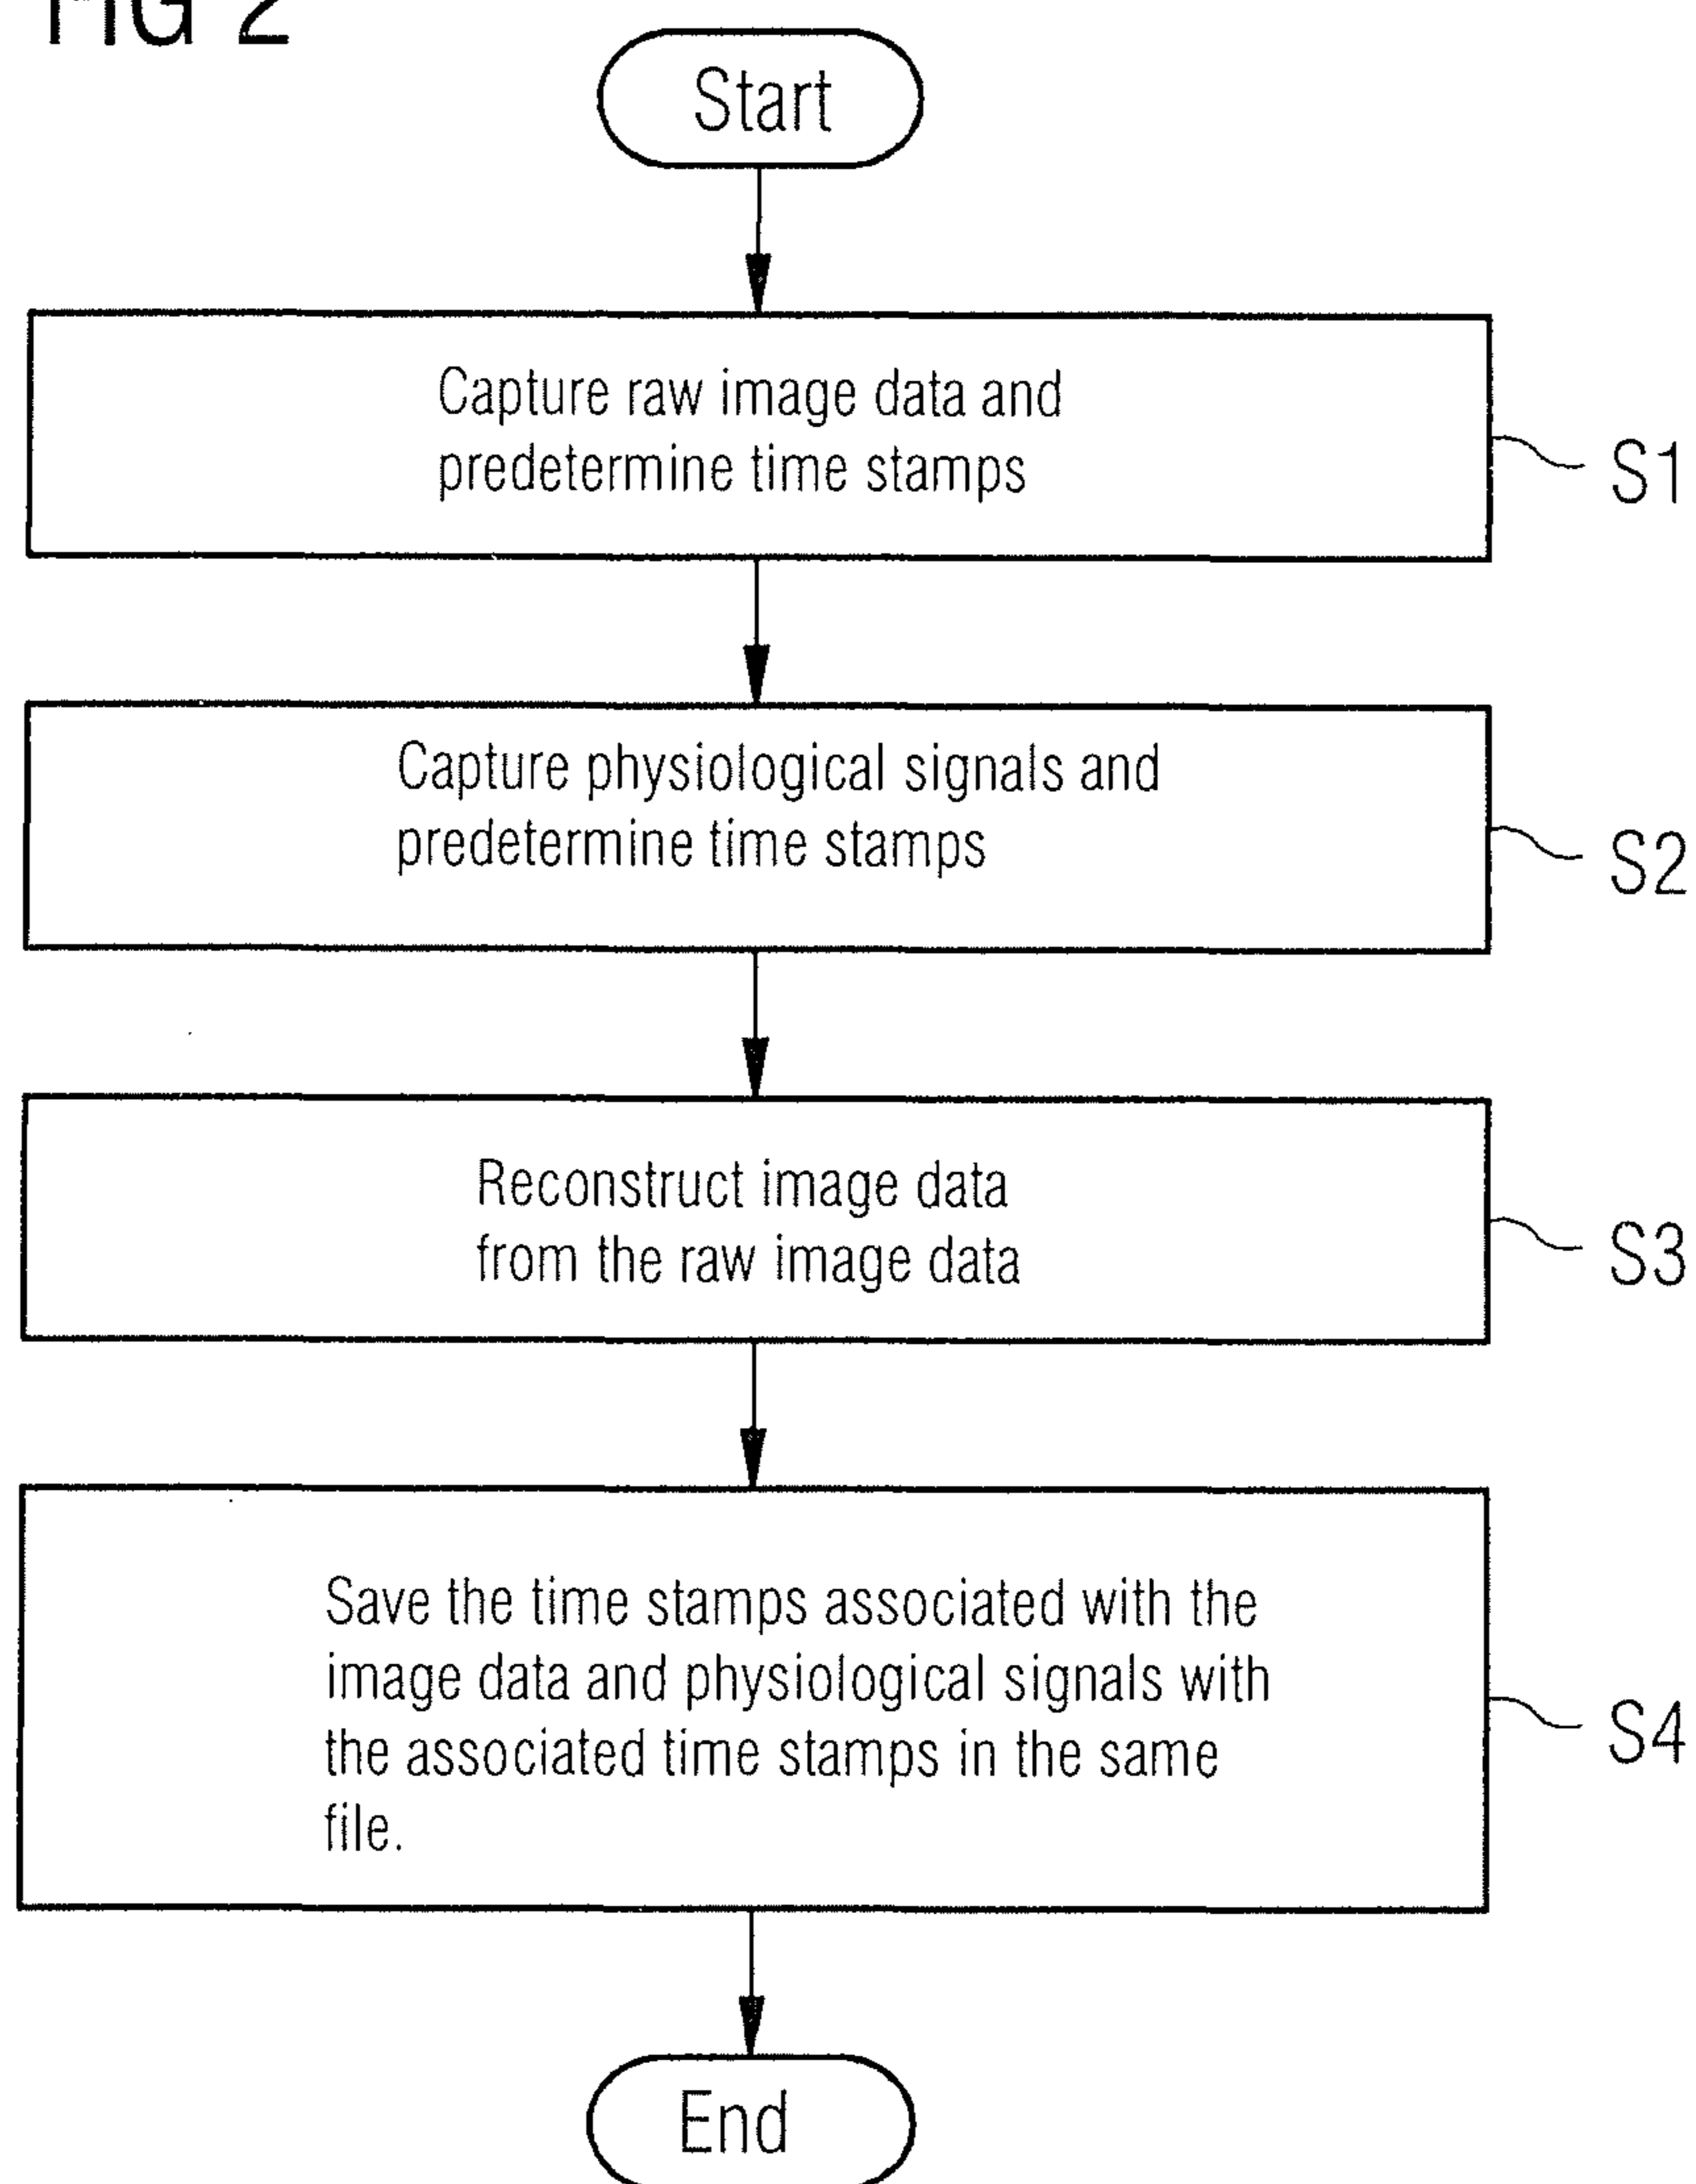 FIG 2
Start
Capture raw image data and
predetermine time stamps
S1
Capture physiological signals and
predetermine time stamps
S2
Reconstruct image data
from the raw image data
S3
Save the time stamps associated with the
image data and physiological signals with
the associated time stamps in the same
file.
S4
End